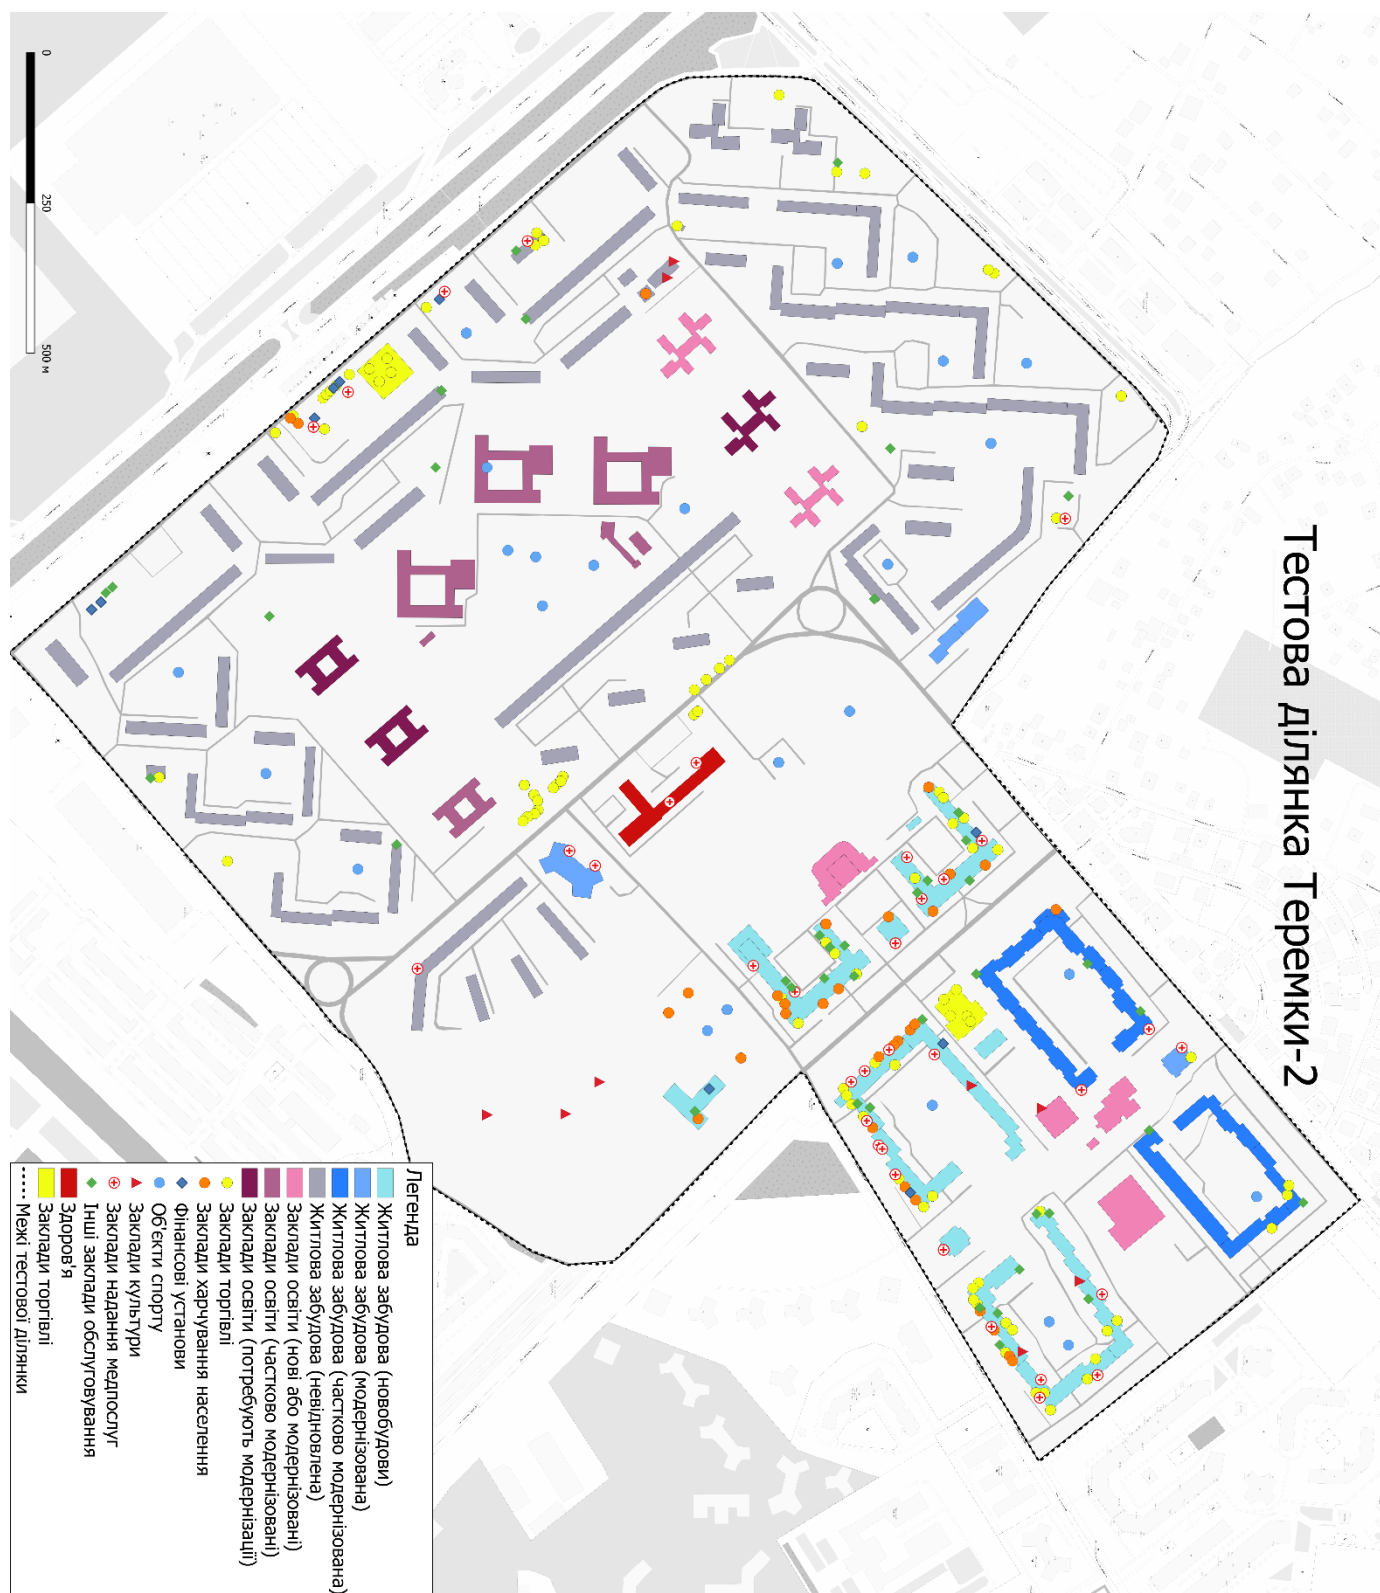 Тестова ділянка Теремки-2
Легенда
Житлова забудова (новобудови)
Житлова забудова (модернізована)
Житлова забудова (частково модернізована)
Житлова забудова (невідновлена)
Заклади освіти (нові або модернізовані)
Заклади освіти (частково модернізовані)
Заклади освіти (потребують модернізації)
Заклади торгівлі
Заклади харчування населення
Фінансові установи
Об'єкти спорту
Заклади культури
Заклади надання медпослуг
Інші заклади обслуговування
Здоров'я
Заклади торгівлі
Межі тестової ділянки
0
250
500 м